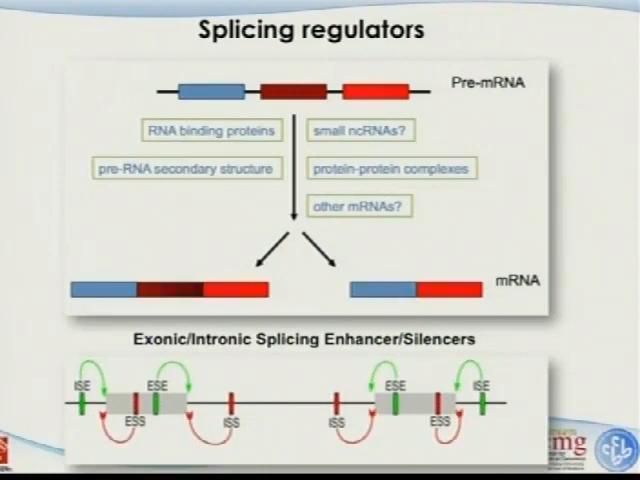 Splicing regulators
Pre-mRNA
RNA binding proteins
small ncRNAs?
pre-RNA secondary structure
protein-protein complexes
other mRNAs?
mRNA
Exonic/Intronic Splicing Enhancer/Silencers
ISE ESE ESE ISE
ESS ISS ISS ESS
cmg